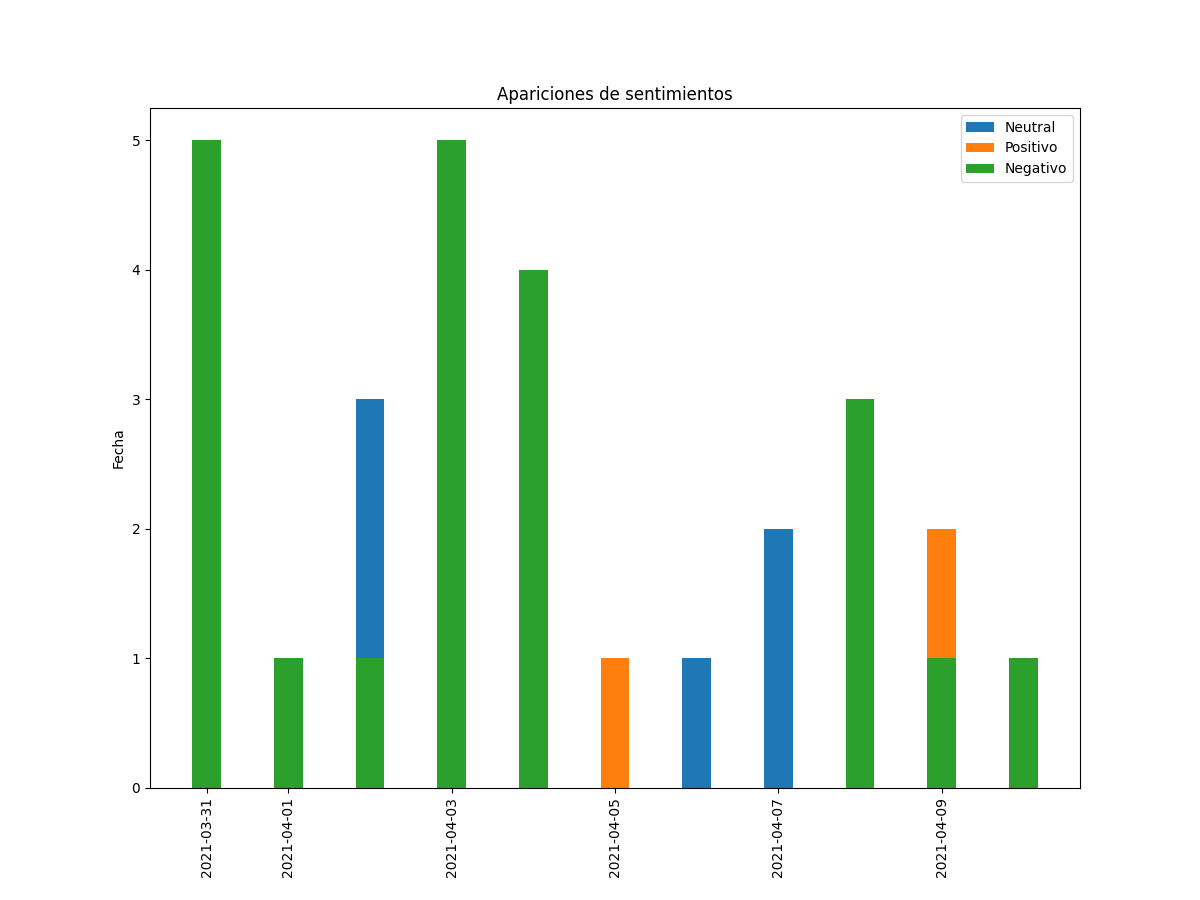 Apariciones de sentimientos
Neutral
Positivo
Negativo
5
4
3
2
1
0
Fecha
2021-03-31
2021-04-01
2021-04-03
2021-04-05
2021-04-07
2021-04-09